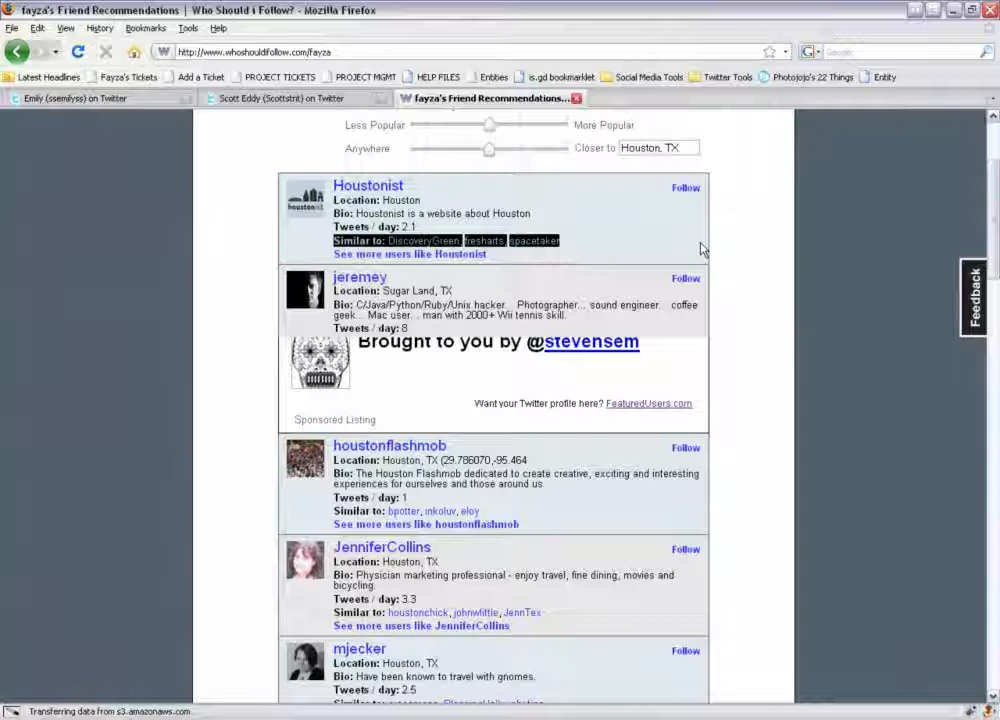 fayza's Friend Recommendations | Who Should i Follow? - Mozilla Firefox
File Edit View History Bookmarks Tools Help
http://www.whoshouldfollow.com/fayza
Google
Latest Headlines Fayza's Tickets Add a Ticket PROJECT TICKETS PROJECT MGMT HELP FILES Entities is.gd bookmarklet Social Media Tools Twitter Tools Photojojo's 22 Things Entity
Emily (ssemilyss) on Twitter Scott Eddy (Scottstnt) on Twitter fayza's Friend Recommendations...
Less Popular More Popular
Anywhere Closer to Houston, TX
Houstonist Follow
Location: Houston
Bio: Houstonist is a website about Houston
Tweets / day: 2.1
Similar to: DiscoveryGreen fresharts spacetaker
See more users like Houstonist
jeremey Follow
Location: Sugar Land, TX
Bio: C/Java/Python/Ruby/Unix hacker... Photographer... sound engineer... coffee
geek... Mac user... man with 2000+ Wii tennis skill.
Tweets / day: 8
Brought to you by @stevensem
Want your Twitter profile here? FeaturedUsers.com
Sponsored Listing
houstonflashmob Follow
Location: Houston, TX (29.786070,-95.464
Bio: The Houston Flashmob dedicated to create creative, exciting and interesting
experiences for ourselves and those around us
Tweets / day: 1
Similar to: bpotter, mkoluv, eloy
See more users like houstonflashmob
JenniferCollins Follow
Location: Houston, TX
Bio: Physician marketing professional - enjoy travel, fine dining, movies and
bicycling.
Tweets / day: 3.3
Similar to: houstonchick, johnwlittle, JennTex
See more users like JenniferCollins
mjecker Follow
Location: Houston, TX
Bio: Have been known to travel with gnomes.
Tweets / day: 2.5
Feedback
Transferring data from s3.amazonaws.com...